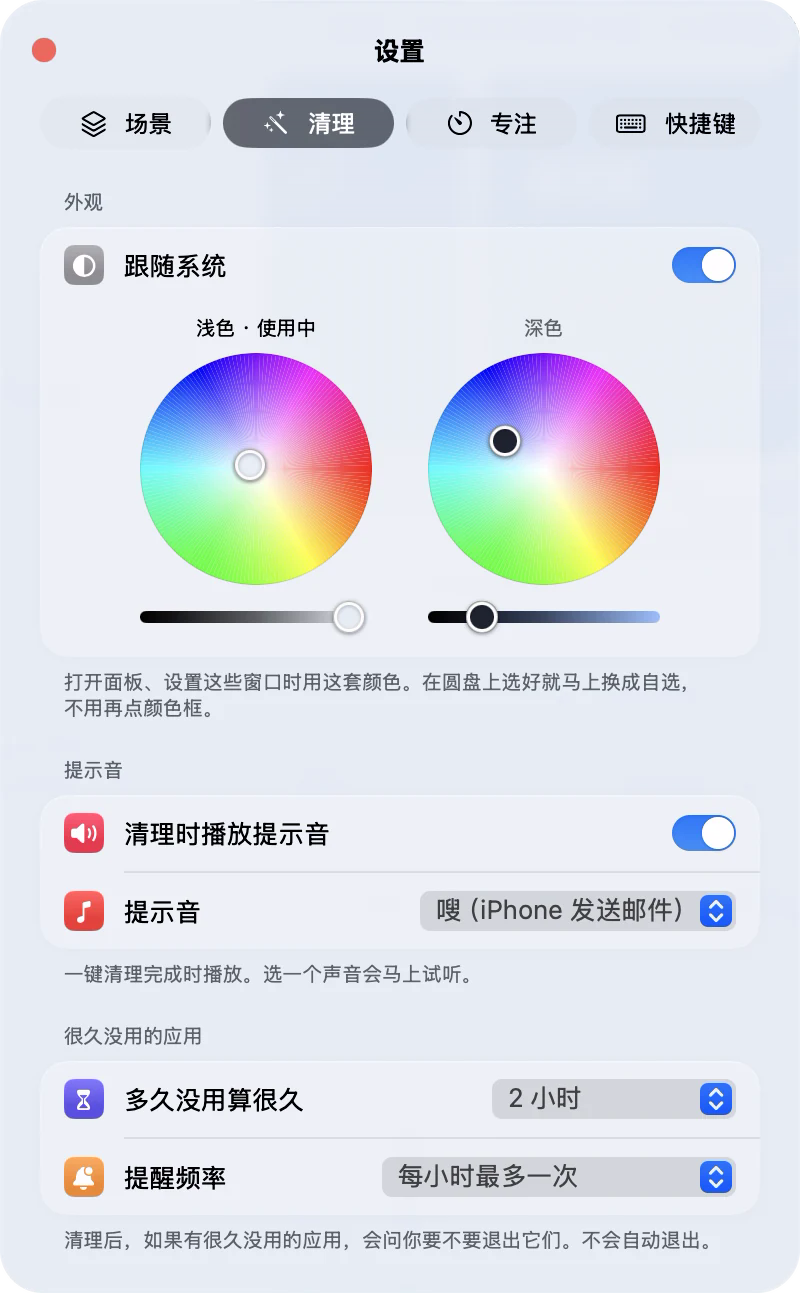 设置
场景
清理
专注
快捷键
外观
跟随系统
浅色 · 使用中
深色
打开面板、设置这些窗口时用这套颜色。在圆盘上选好就马上换成自选，
不用再点颜色框。
提示音
清理时播放提示音
提示音
嗖（iPhone 发送邮件）
一键清理完成时播放。选一个声音会马上试听。
很久没用的应用
多久没用算很久
2 小时
提醒频率
每小时最多一次
清理后，如果有很久没用的应用，会问你要不要退出它们。不会自动退出。